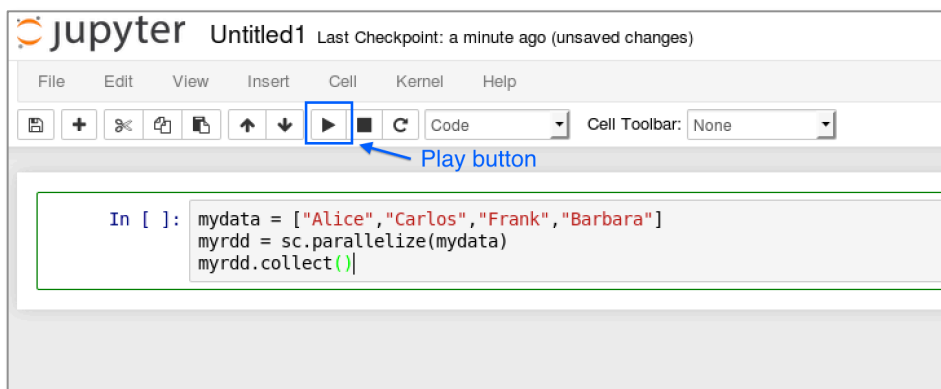 jupyter Untitled1 Last Checkpoint: a minute ago (unsaved changes)
File Edit View Insert Cell Kernel Help
Code Cell Toolbar: None
Play button
In [ ]: mydata = ["Alice","Carlos","Frank","Barbara"]
myrdd = sc.parallelize(mydata)
myrdd.collect()